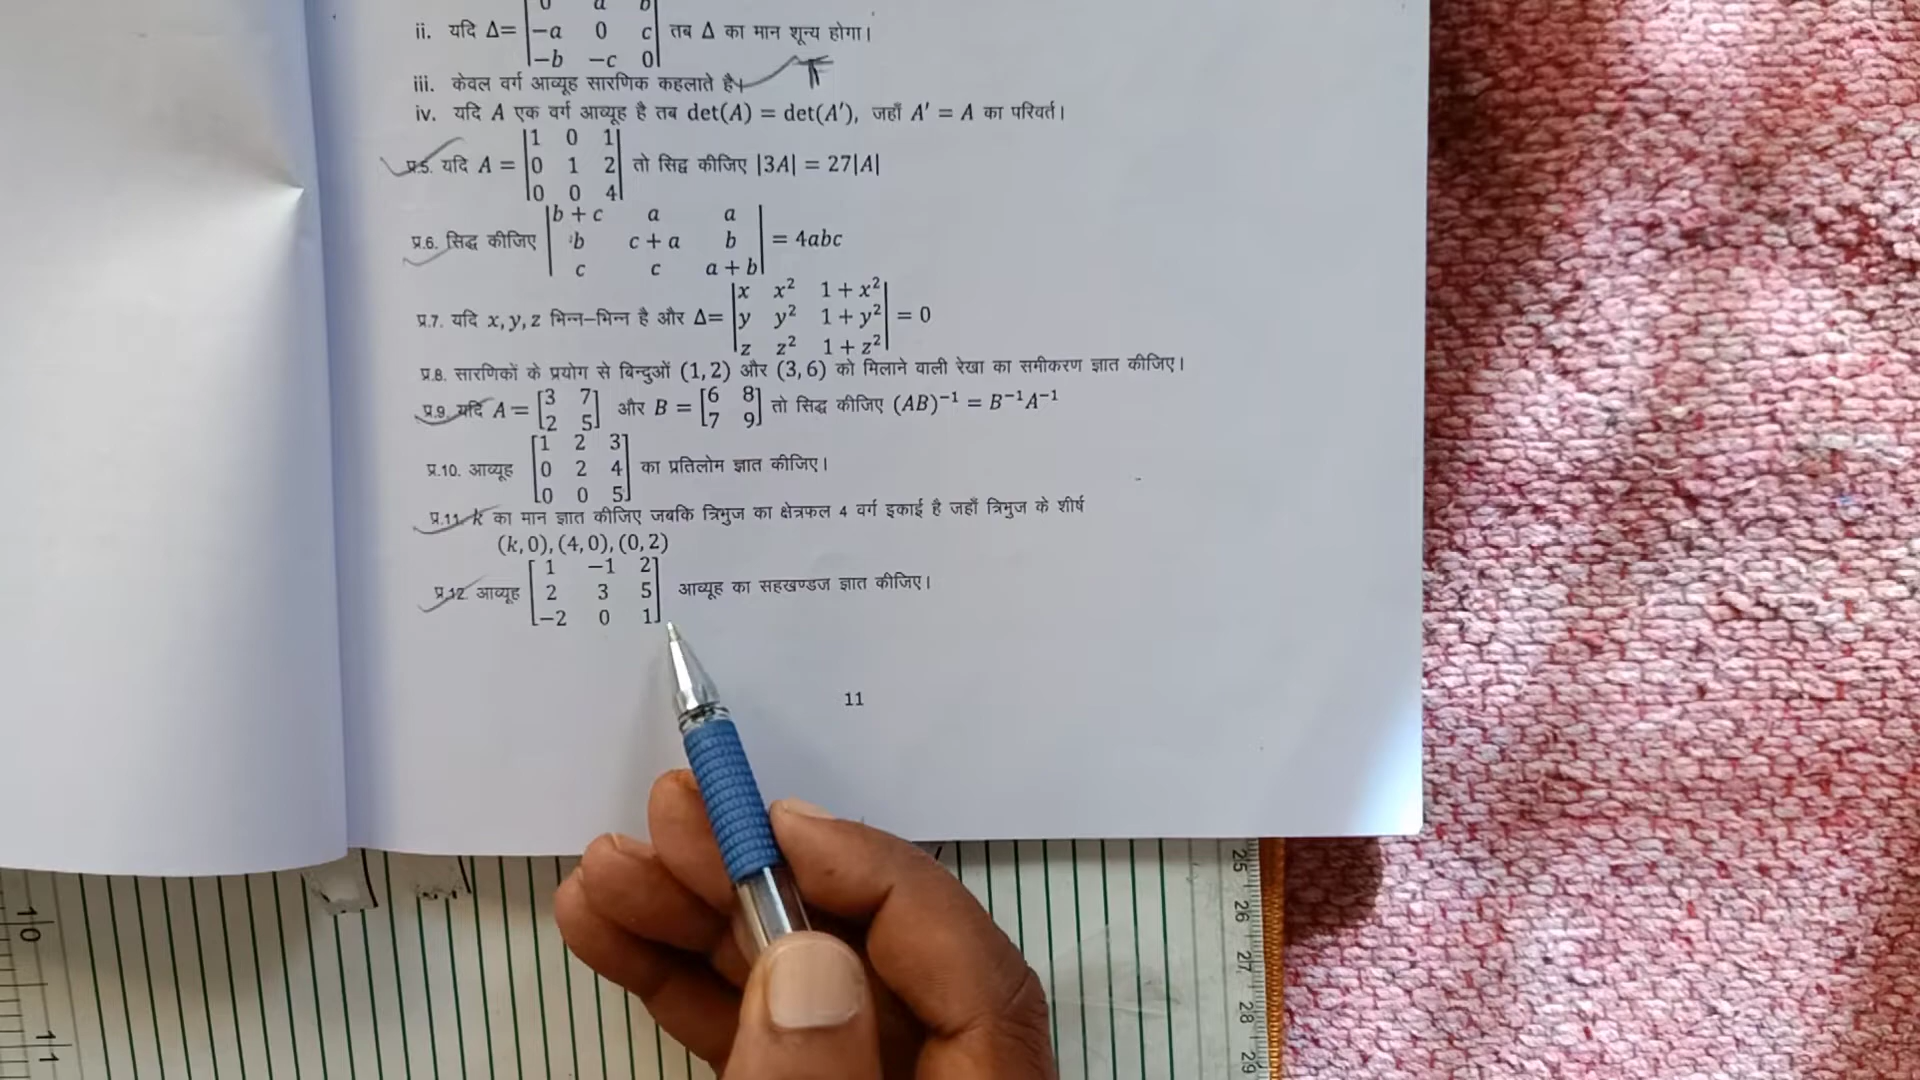 0 a b
ii. यदि Δ= |−a 0 c| तब Δ का मान शून्य होगा।
−b −c 0
iii. केवल वर्ग आव्यूह सारणिक कहलाते है। T
iv. यदि A एक वर्ग आव्यूह है तब det(A) = det(A′), जहाँ A′ = A का परिवर्त।
1 0 1
प्र.5. यदि A = |0 1 2| तो सिद्व कीजिए |3A| = 27|A|
0 0 4
b + c a a
प्र.6. सिद्ध कीजिए |b c + a b| = 4abc
c c a + b
x x² 1 + x²
प्र.7. यदि x, y, z भिन्न–भिन्न है और Δ= |y y² 1 + y²| = 0
z z² 1 + z²
प्र.8. सारणिकों के प्रयोग से बिन्दुओं (1, 2) और (3, 6) को मिलाने वाली रेखा का समीकरण ज्ञात कीजिए।
प्र.9. यदि A = [3 7 2 5] और B = [6 8 7 9] तो सिद्ध कीजिए (AB)⁻¹ = B⁻¹A⁻¹
1 2 3
प्र.10. आव्यूह [0 2 4] का प्रतिलोम ज्ञात कीजिए।
0 0 5
प्र.11. k का मान ज्ञात कीजिए जबकि त्रिभुज का क्षेत्रफल 4 वर्ग इकाई है जहाँ त्रिभुज के शीर्ष
(k, 0), (4, 0), (0, 2)
1 −1 2
प्र.12. आव्यूह [2 3 5] आव्यूह का सहखण्डज ज्ञात कीजिए।
−2 0 1
11
10
11
25
26
27
28
29